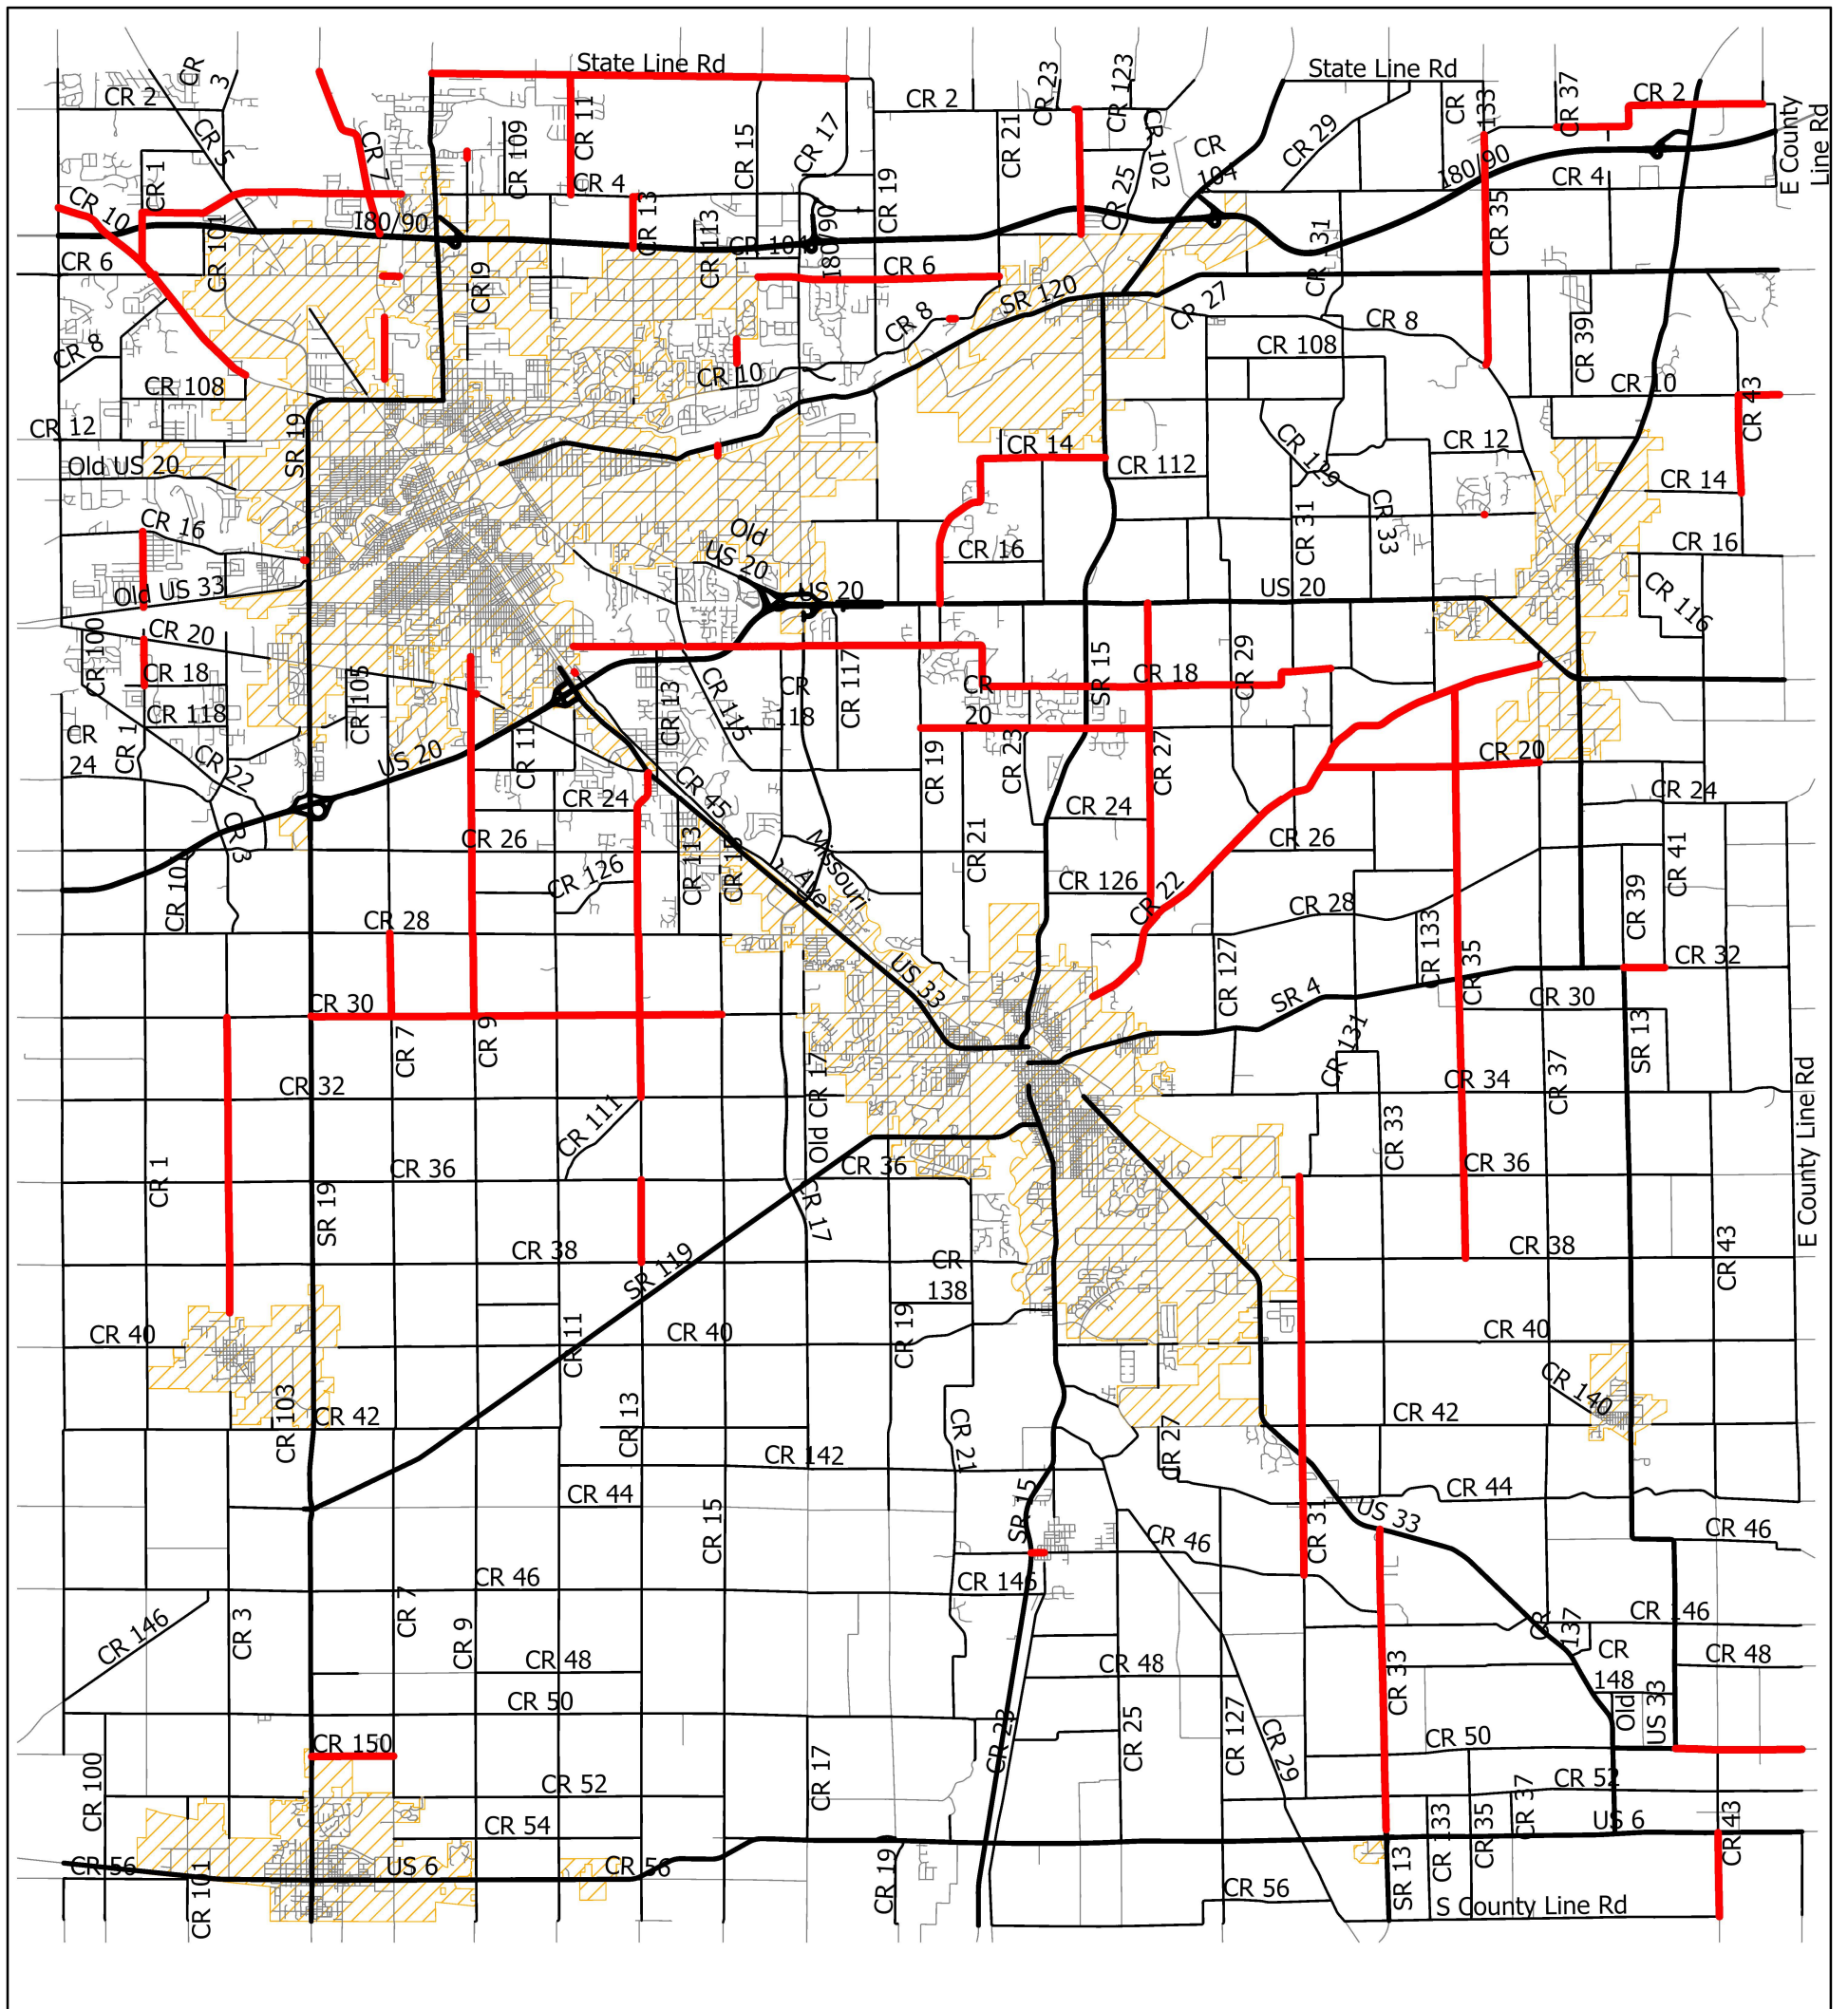 State Line Rd
State Line Rd
CR 2
CR
3
CR 5
CR 7
CR 109
CR 11
CR 15
CR 17
CR 2
CR 21
CR 23
CR 123
CR 102
CR 25
CR
104
CR 29
CR
133
CR 37
CR 2
E County
Line Rd
CR 1
CR 10
CR 4
CR 13
CR 113
CR 19
I80/90
CR 101
I80/90
I80/90
CR 4
CR 35
CR 31
CR 6
CR 19
CR 6
SR 120
CR 27
CR 8
CR 8
CR 8
CR 10
CR 108
CR 39
CR 10
CR 43
CR 108
CR 12
SR 19
Old US 20
CR 14
CR 112
CR 129
CR 12
CR 14
CR 33
CR 31
CR 16
Old
US 20
CR 16
CR 16
Old US 33
US 20
US 20
CR 116
CR 100
CR 20
CR 18
CR 105
CR 118
CR
24
CR 1
CR 22
US 20
CR 11
CR 13
CR 115
CR
118
CR 117
CR
20
SR 15
CR 18
CR 29
CR 19
CR 23
CR 27
CR 20
CR 24
CR 45
CR 24
CR 24
CR 3
CR 26
CR 126
CR 113
CR 15
Missouri
Ave
CR 21
CR 126
CR 22
CR 26
CR 41
CR 39
CR 28
CR 28
CR 133
CR 35
CR 127
SR 4
CR 32
CR 30
US 33
CR 30
CR 7
CR 9
CR 131
SR 13
CR 37
CR 32
CR 34
Old CR 17
CR 111
CR 33
E County Line Rd
CR 1
CR 36
CR 36
CR 36
SR 19
CR 17
CR 38
SR 119
CR
138
CR 38
CR 43
CR 40
CR 11
CR 40
CR 19
CR 40
CR 140
CR 103
CR 42
CR 13
CR 21
CR 27
CR 42
CR 142
CR 44
CR 15
SR 15
CR 44
CR 31
US 33
CR 46
CR 46
CR 46
CR 146
CR 146
CR 3
CR 7
CR 9
CR
137
CR 146
CR 48
CR 48
CR 33
CR
148
CR 48
CR 50
Old
US 33
CR 150
CR 23
CR 25
CR 127
CR 29
CR 50
CR 100
CR 52
CR 17
CR 52
CR 54
CR 133
CR 35
CR 37
US 6
CR 43
CR 56
CR 101
US 6
CR 56
CR 19
CR 56
SR 13
S County Line Rd